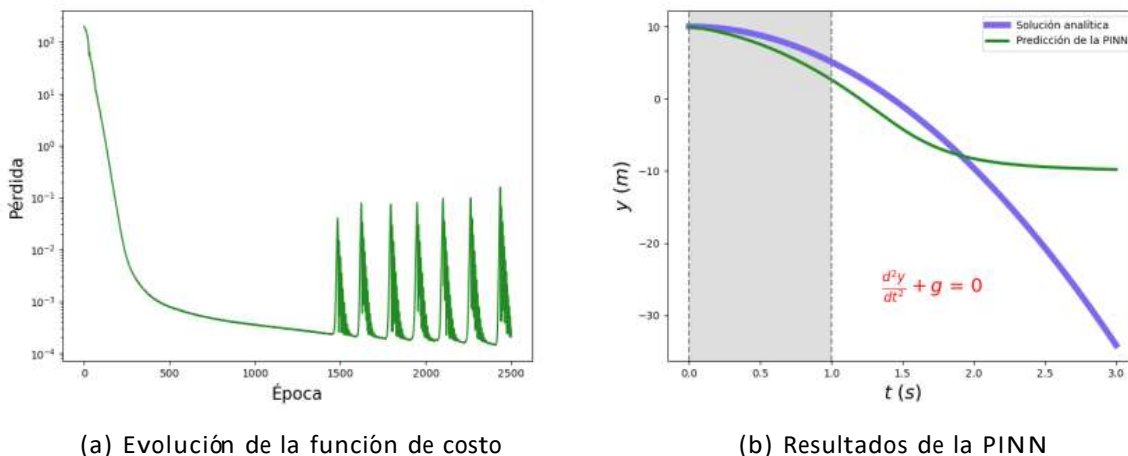 10²
10¹
10⁰
10⁻¹
10⁻²
10⁻³
10⁻⁴
Pérdida
0 500 1000 1500 2000 2500
Época
(a) Evolución de la función de costo
10
0
−10
−20
−30
y (m)
Solución analítica
Predicción de la PINN
d²y/dt² + g = 0
0.0 0.5 1.0 1.5 2.0 2.5 3.0
t (s)
(b) Resultados de la PINN